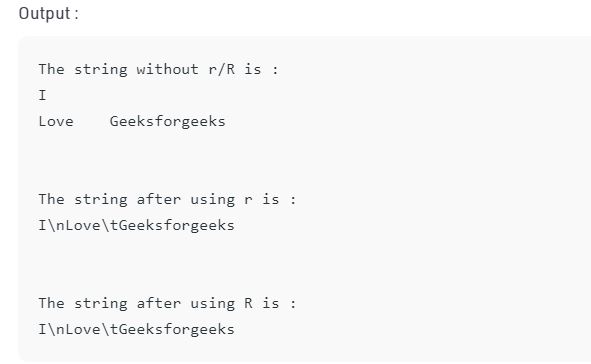 Output :
The string without r/R is :
I
Love    Geeksforgeeks
The string after using r is :
I\nLove\tGeeksforgeeks
The string after using R is :
I\nLove\tGeeksforgeeks